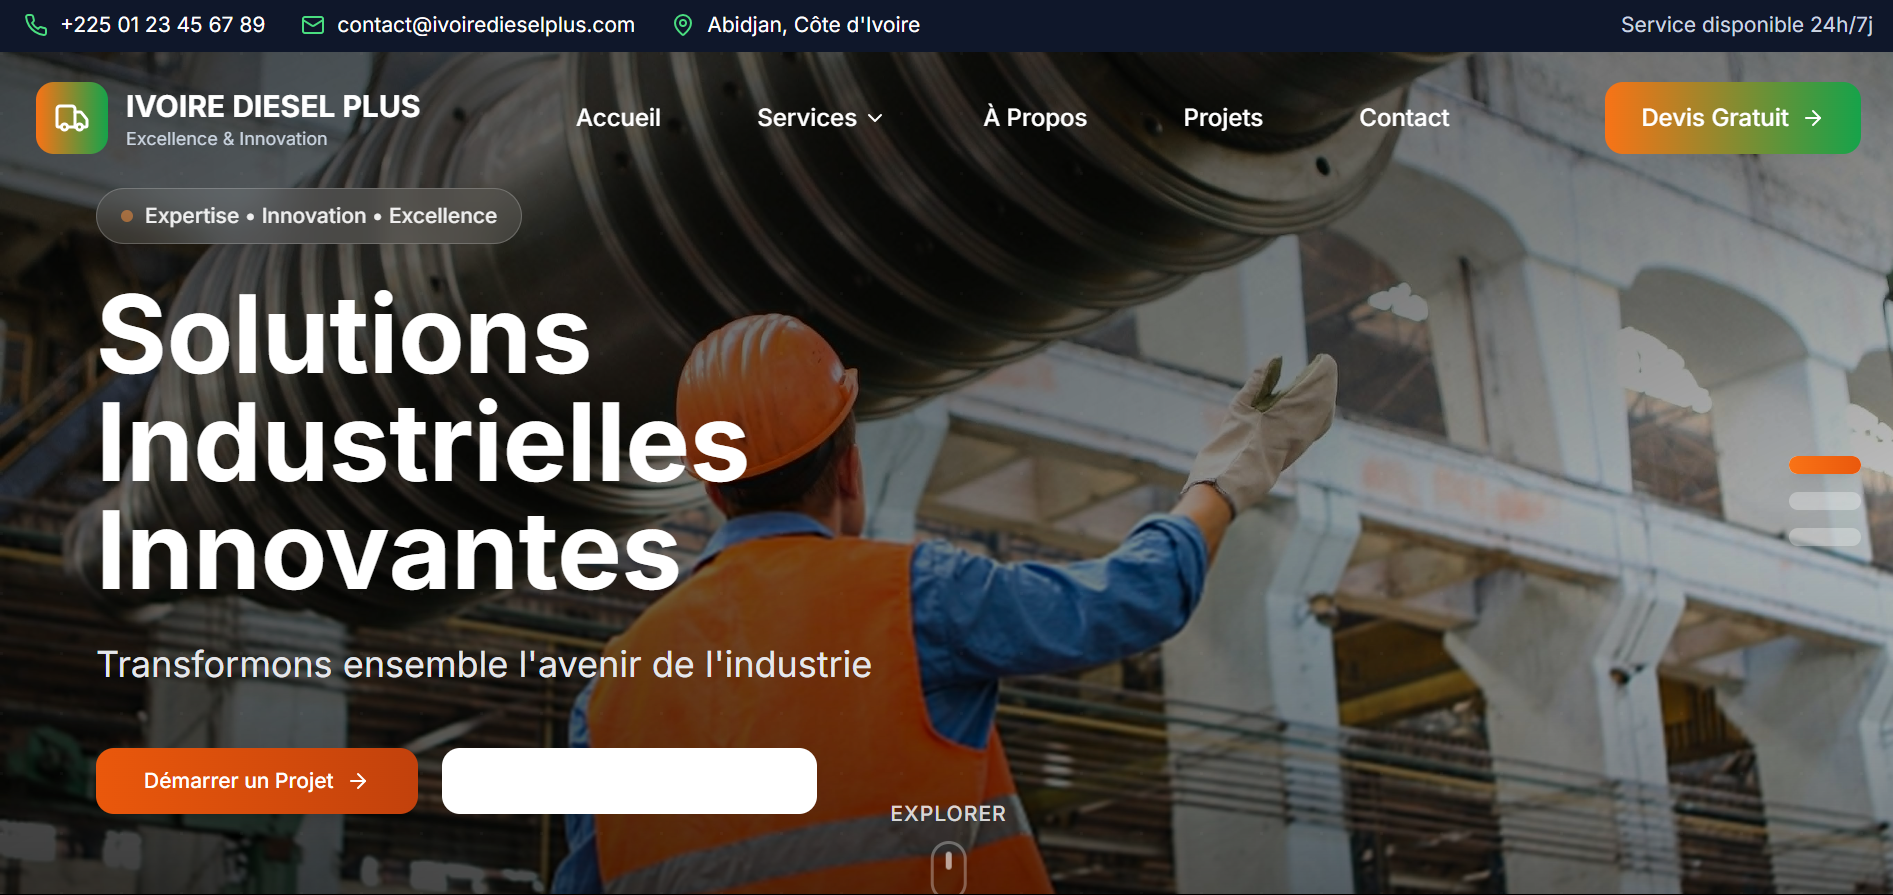 +225 01 23 45 67 89
contact@ivoiredieselplus.com
Abidjan, Côte d'Ivoire
Service disponible 24h/7j
IVOIRE DIESEL PLUS
Excellence & Innovation
Accueil
Services
À Propos
Projets
Contact
Devis Gratuit
Expertise • Innovation • Excellence
Solutions
Industrielles
Innovantes
Transformons ensemble l'avenir de l'industrie
Démarrer un Projet
EXPLORER